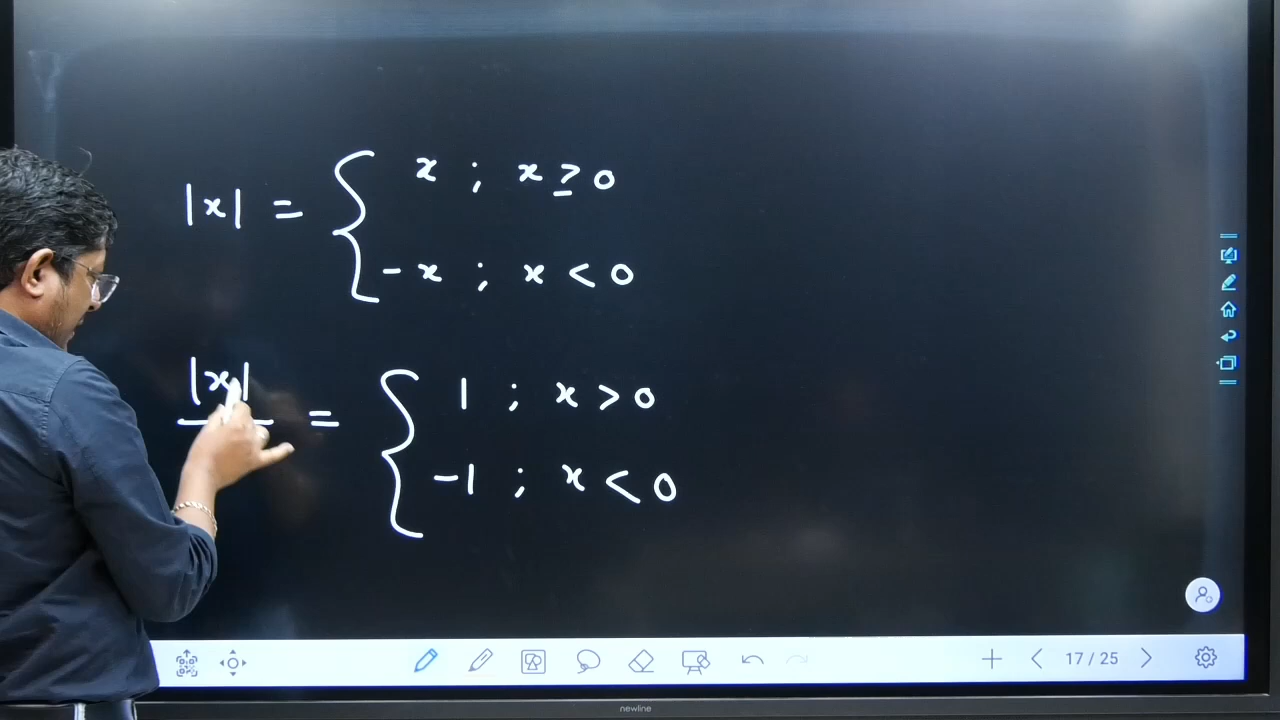 |x| = { x ; x ≥ 0
-x ; x < 0
|x| = { 1 ; x > 0
-1 ; x < 0
17 / 25
newline